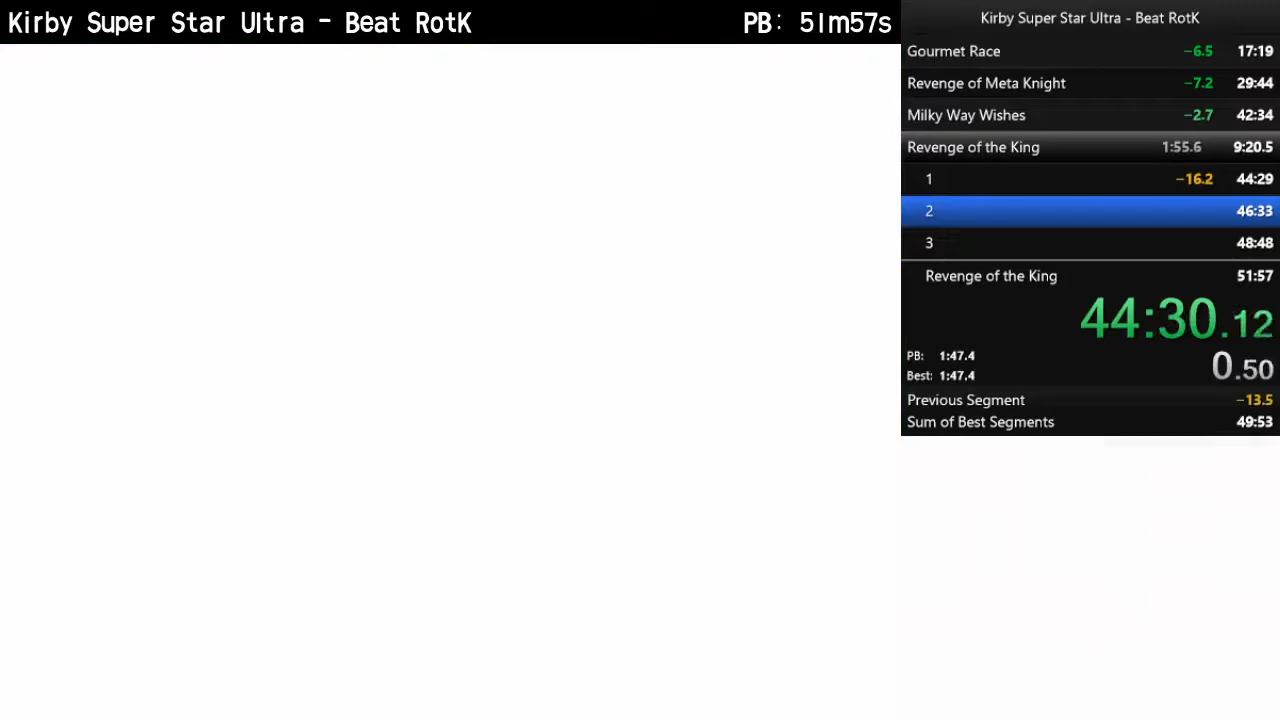 Kirby Super Star Ultra - Beat RotK PB: 51m57s
Kirby Super Star Ultra - Beat RotK
Gourmet Race -6.5 17:19
Revenge of Meta Knight -7.2 29:44
Milky Way Wishes -2.7 42:34
Revenge of the King 1:55.6 9:20.5
1 -16.2 44:29
2 46:33
3 48:48
Revenge of the King 51:57
44:30.12
PB: 1:47.4 0.50
Best: 1:47.4
Previous Segment -13.5
Sum of Best Segments 49:53